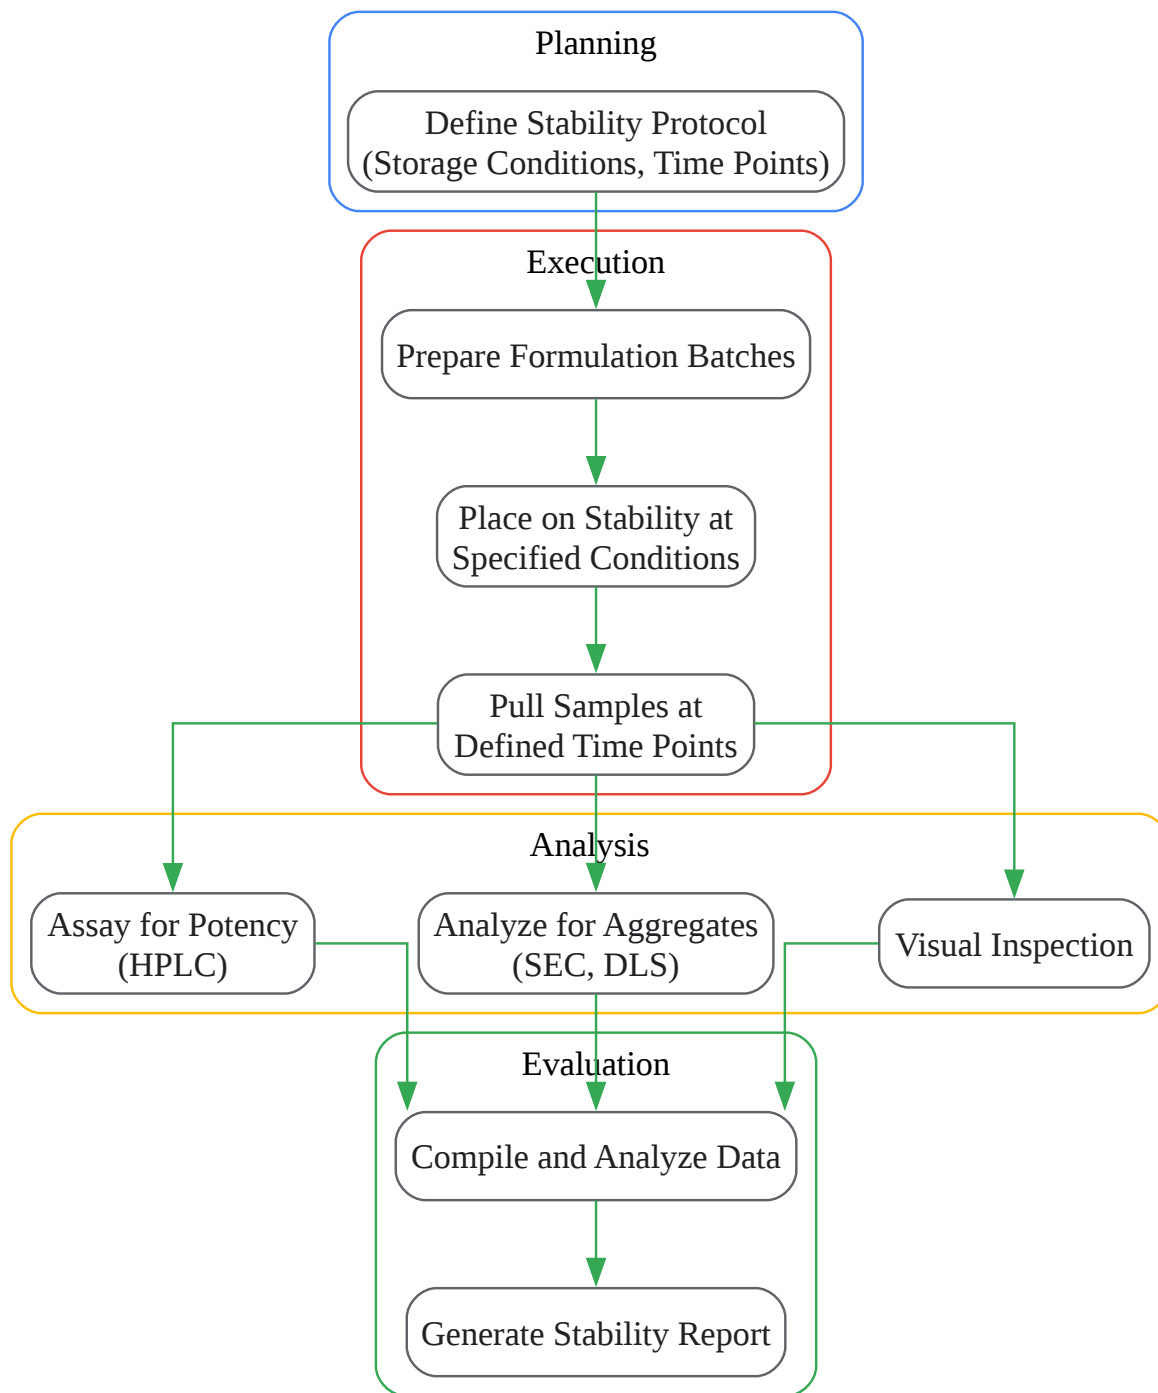 Planning
Define Stability Protocol
(Storage Conditions, Time Points)
Execution
Prepare Formulation Batches
Place on Stability at
Specified Conditions
Pull Samples at
Defined Time Points
Analysis
Assay for Potency
(HPLC)
Analyze for Aggregates
(SEC, DLS)
Visual Inspection
Evaluation
Compile and Analyze Data
Generate Stability Report